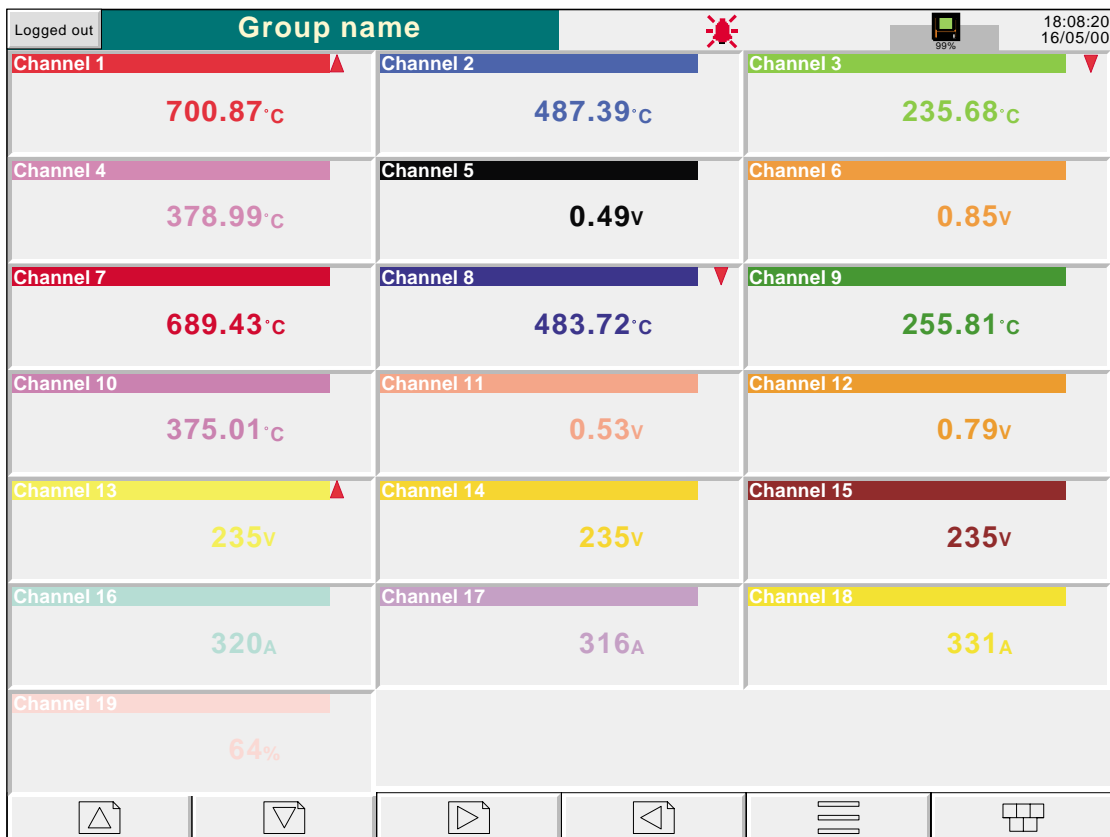 Logged out Group name 99% 18:08:20
16/05/00
Channel 1 Channel 2 Channel 3
700.87°C 487.39°C 235.68°C
Channel 4 Channel 5 Channel 6
378.99°C 0.49V 0.85V
Channel 7 Channel 8 Channel 9
689.43°C 483.72°C 255.81°C
Channel 10 Channel 11 Channel 12
375.01°C 0.53V 0.79V
Channel 13 Channel 14 Channel 15
235V 235V 235V
Channel 16 Channel 17 Channel 18
320A 316A 331A
Channel 19
64%